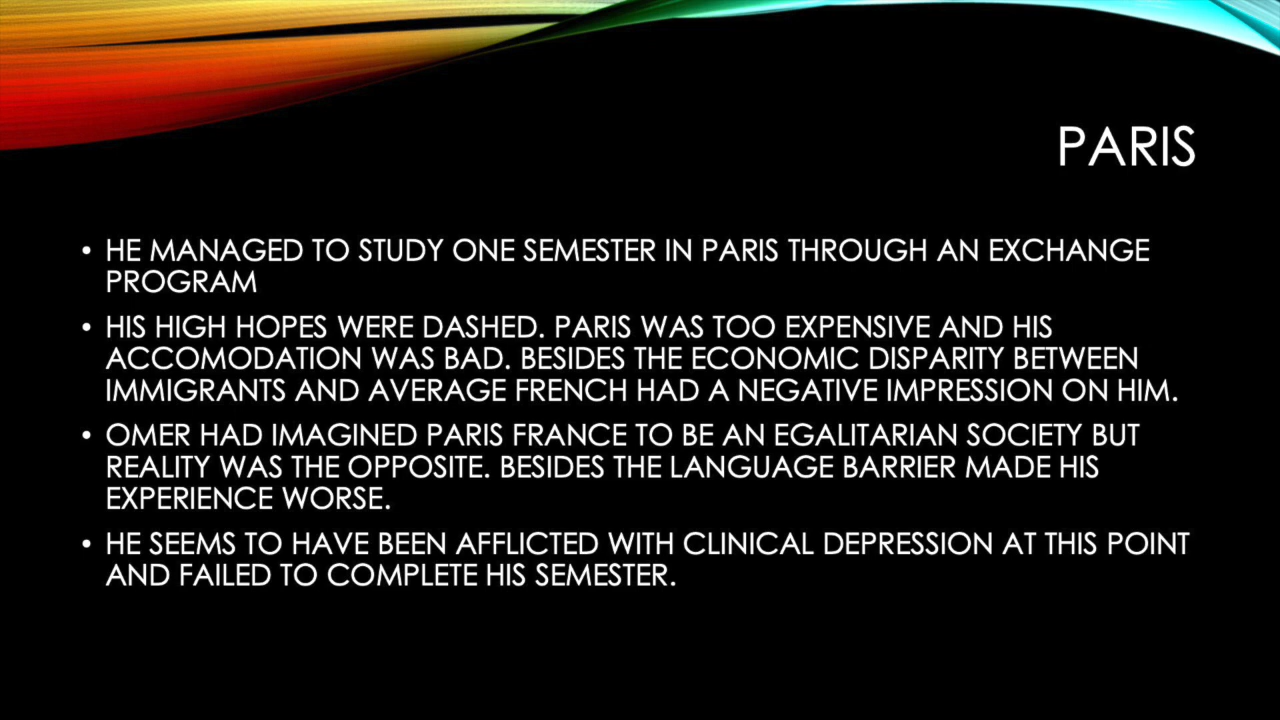 PARIS
• HE MANAGED TO STUDY ONE SEMESTER IN PARIS THROUGH AN EXCHANGE
PROGRAM
• HIS HIGH HOPES WERE DASHED. PARIS WAS TOO EXPENSIVE AND HIS
ACCOMODATION WAS BAD. BESIDES THE ECONOMIC DISPARITY BETWEEN
IMMIGRANTS AND AVERAGE FRENCH HAD A NEGATIVE IMPRESSION ON HIM.
• OMER HAD IMAGINED PARIS FRANCE TO BE AN EGALITARIAN SOCIETY BUT
REALITY WAS THE OPPOSITE. BESIDES THE LANGUAGE BARRIER MADE HIS
EXPERIENCE WORSE.
• HE SEEMS TO HAVE BEEN AFFLICTED WITH CLINICAL DEPRESSION AT THIS POINT
AND FAILED TO COMPLETE HIS SEMESTER.